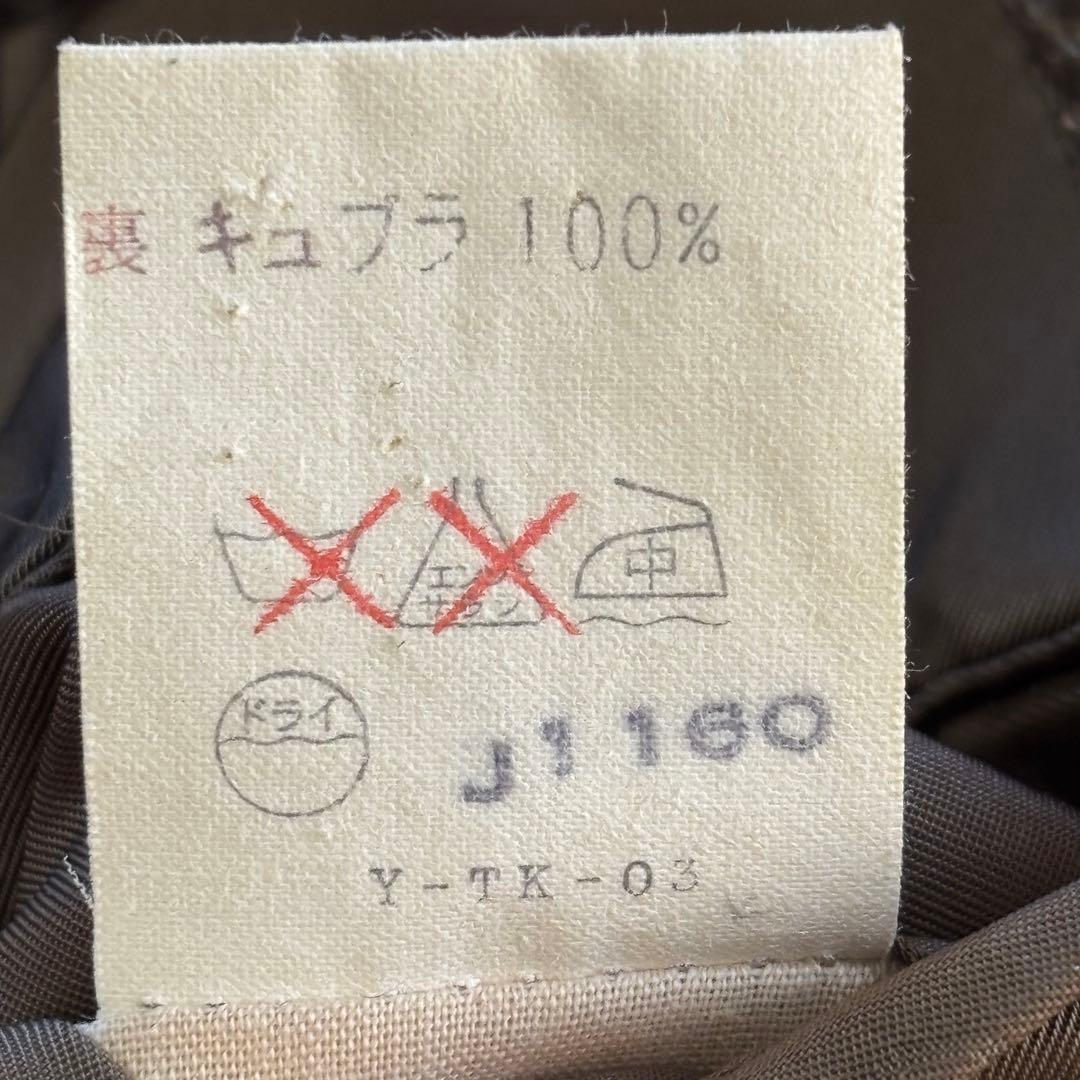 裏 キュプラ 100%
エンソ
サラシ
中
ドライ
J1160
Y-TK-03